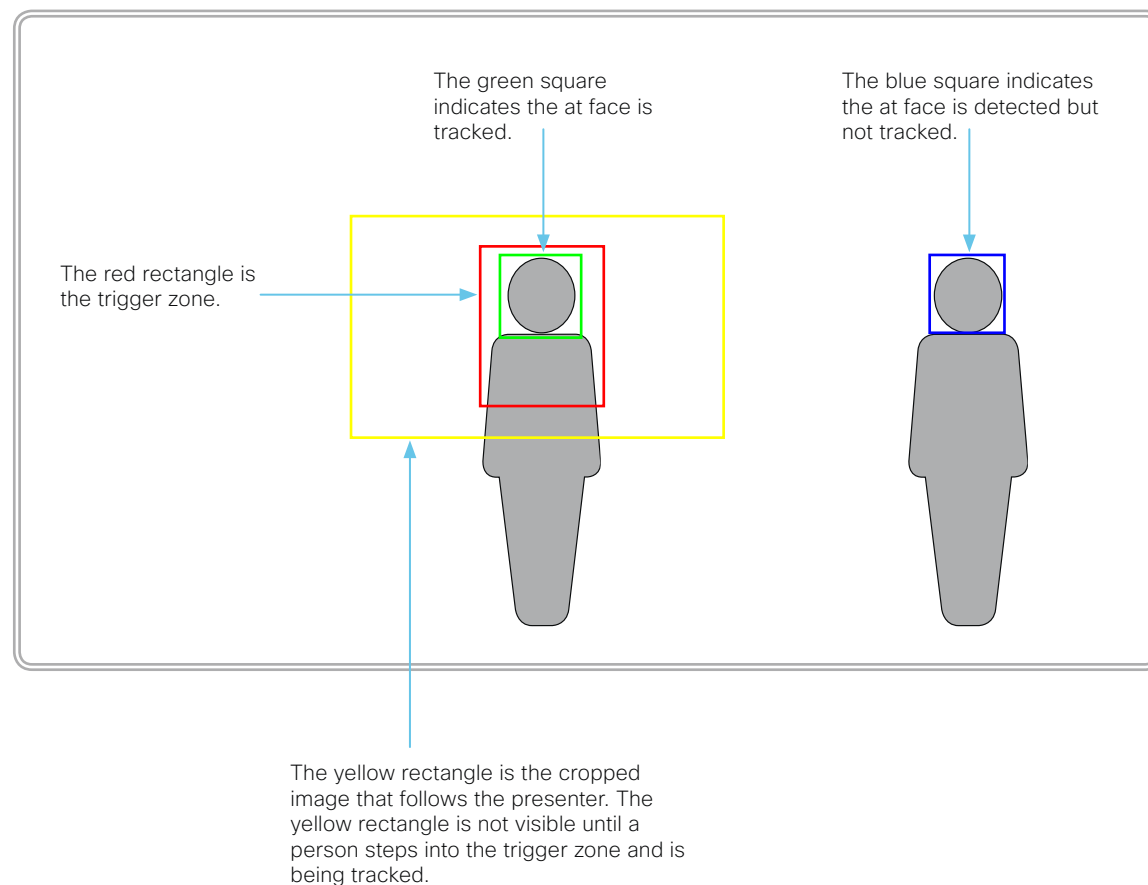 The green square
indicates the at face is
tracked.
The blue square indicates
the at face is detected but
not tracked.
The red rectangle is
the trigger zone.
The yellow rectangle is the cropped
image that follows the presenter. The
yellow rectangle is not visible until a
person steps into the trigger zone and is
being tracked.